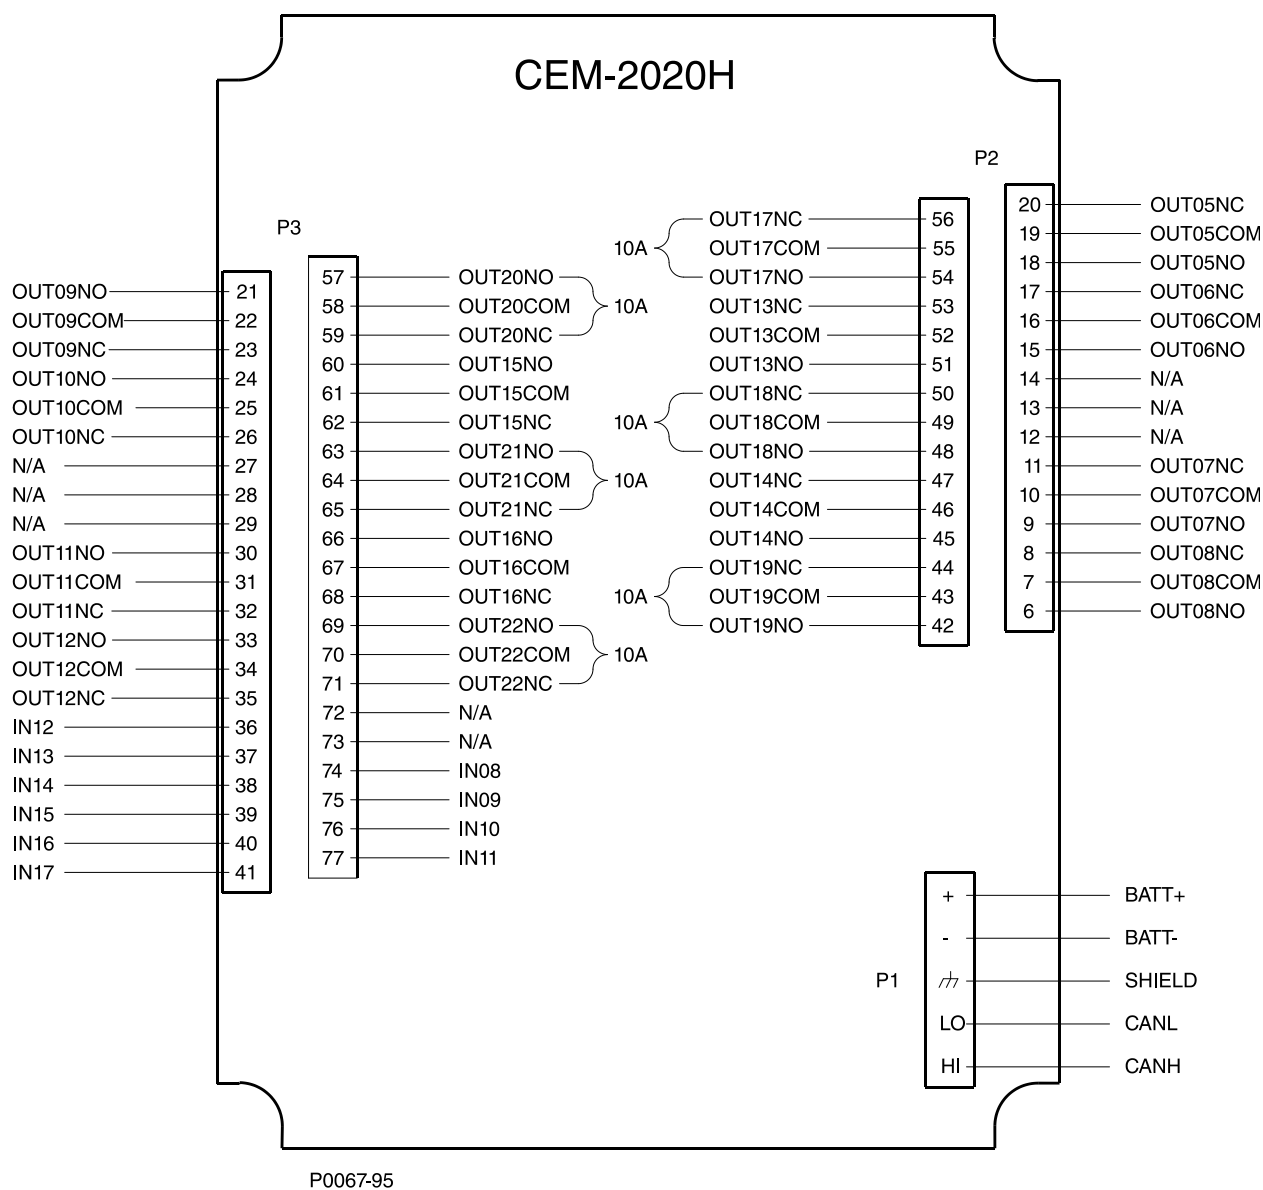 CEM-2020H
P2
P3
21 OUT09NO
22 OUT09COM
23 OUT09NC
24 OUT10NO
25 OUT10COM
26 OUT10NC
27 N/A
28 N/A
29 N/A
30 OUT11NO
31 OUT11COM
32 OUT11NC
33 OUT12NO
34 OUT12COM
35 OUT12NC
36 IN12
37 IN13
38 IN14
39 IN15
40 IN16
41 IN17
57 OUT20NO
58 OUT20COM 10A
59 OUT20NC
60 OUT15NO
61 OUT15COM
62 OUT15NC
63 OUT21NO
64 OUT21COM 10A
65 OUT21NC
66 OUT16NO
67 OUT16COM
68 OUT16NC
69 OUT22NO
70 OUT22COM 10A
71 OUT22NC
72 N/A
73 N/A
74 IN08
75 IN09
76 IN10
77 IN11
OUT17NC 56
10A OUT17COM 55
OUT17NO 54
OUT13NC 53
OUT13COM 52
OUT13NO 51
OUT18NC 50
10A OUT18COM 49
OUT18NO 48
OUT14NC 47
OUT14COM 46
OUT14NO 45
OUT19NC 44
10A OUT19COM 43
OUT19NO 42
20 OUT05NC
19 OUT05COM
18 OUT05NO
17 OUT06NC
16 OUT06COM
15 OUT06NO
14 N/A
13 N/A
12 N/A
11 OUT07NC
10 OUT07COM
9 OUT07NO
8 OUT08NC
7 OUT08COM
6 OUT08NO
P1
+ BATT+
- BATT-
SHIELD
LO CANL
HI CANH
P0067-95